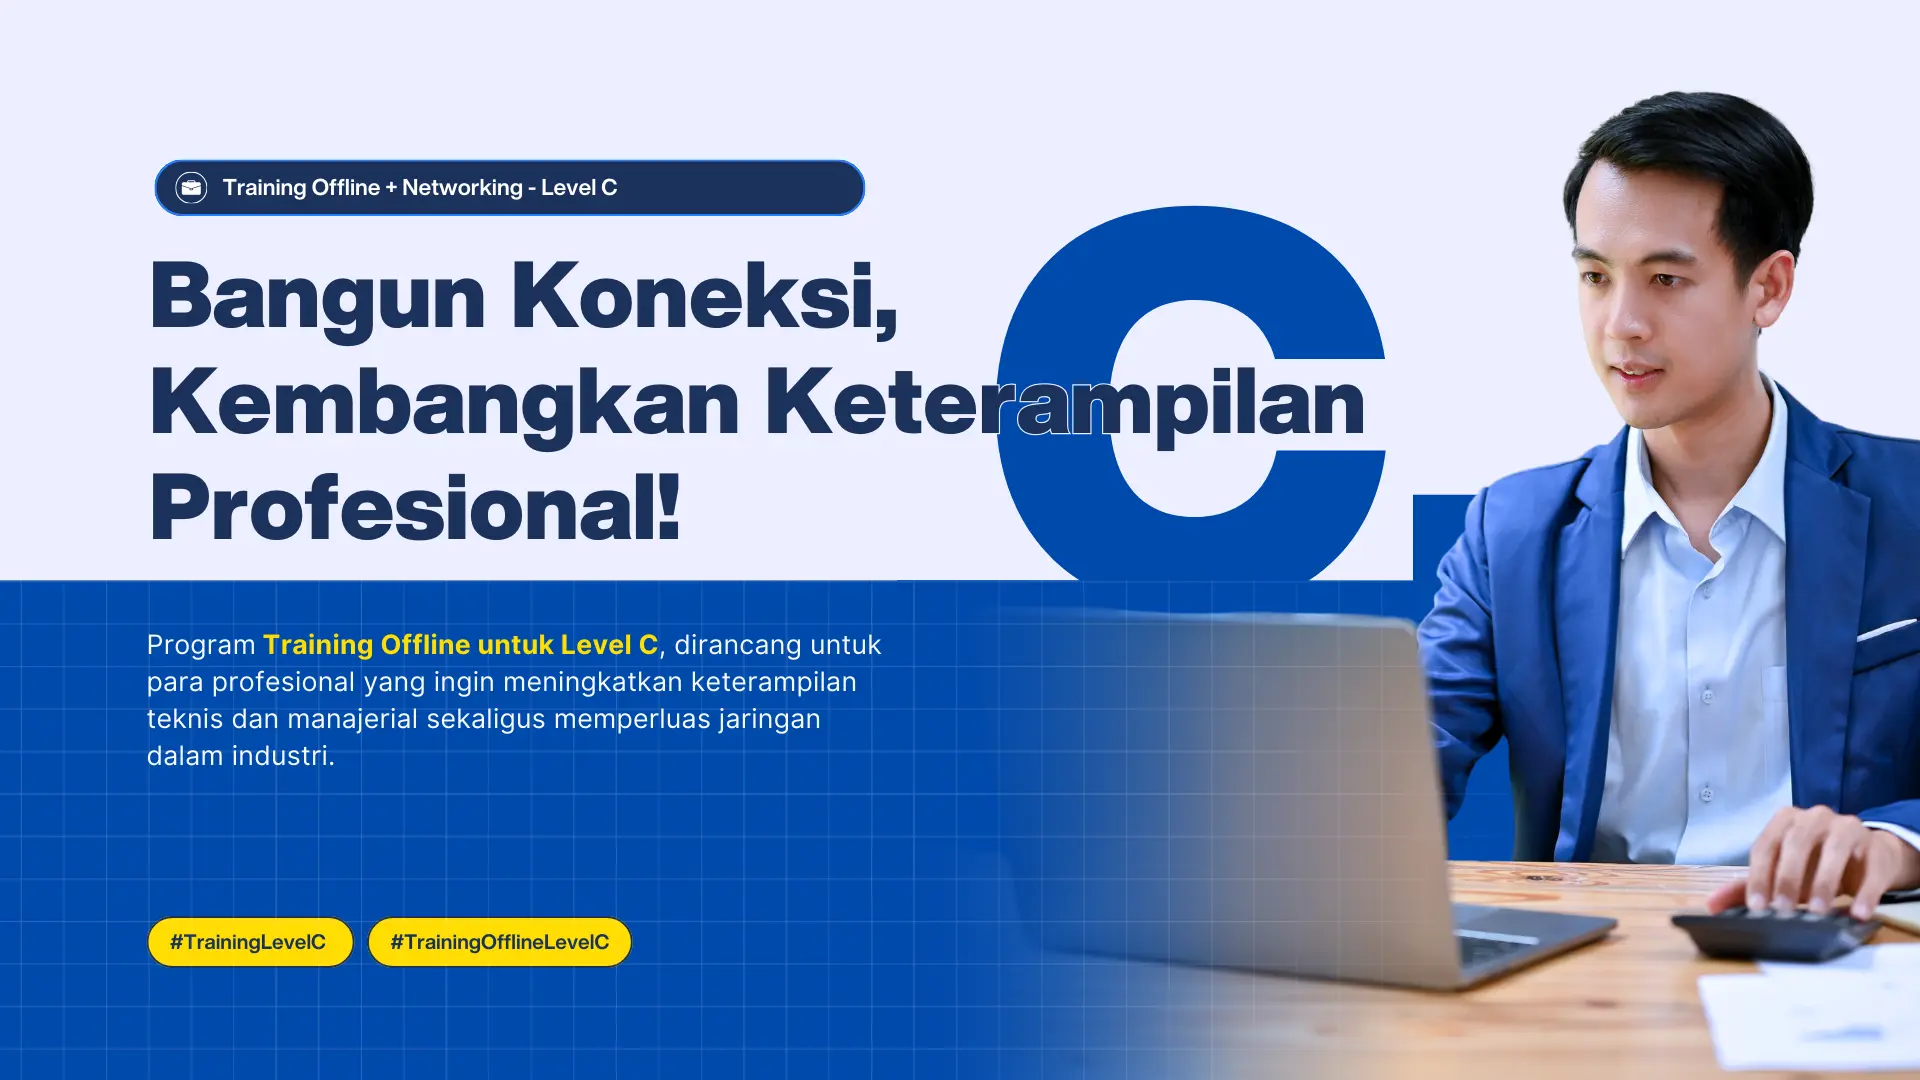 Training Offline + Networking - Level C
Bangun Koneksi,
Kembangkan Keterampilan
Profesional!
C.
Program Training Offline untuk Level C, dirancang untuk
para profesional yang ingin meningkatkan keterampilan
teknis dan manajerial sekaligus memperluas jaringan
dalam industri.
#TrainingLevelC
#TrainingOfflineLevelC